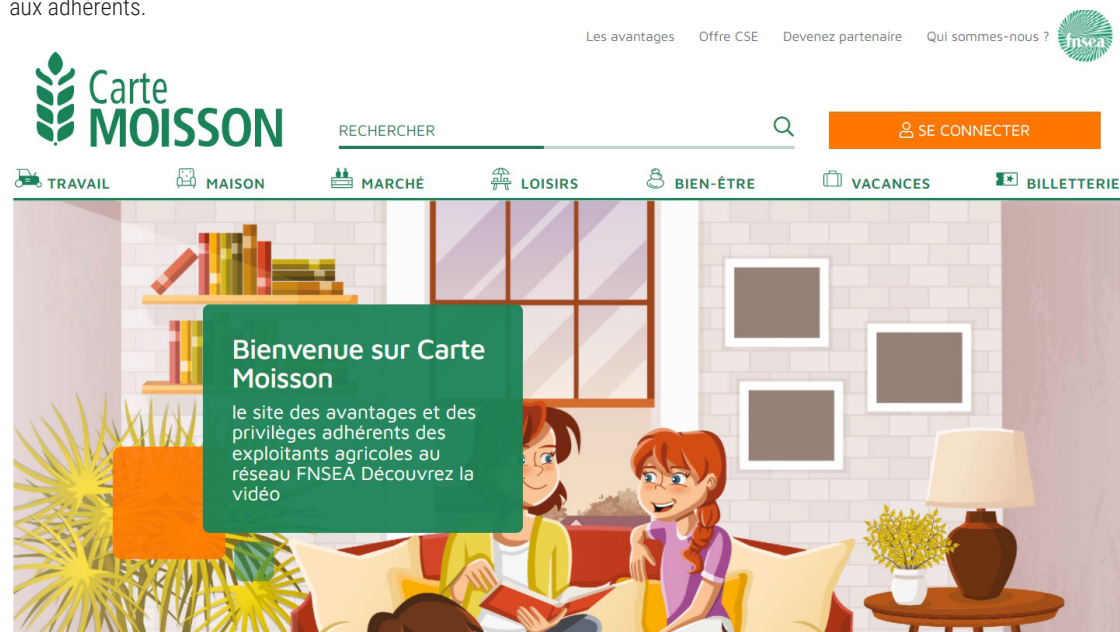 aux adhérents.
Les avantages Offre CSE Devenez partenaire Qui sommes-nous ? fnsea
Carte
MOISSON
RECHERCHER
SE CONNECTER
TRAVAIL MAISON MARCHÉ LOISIRS BIEN-ÊTRE VACANCES BILLETTERIE
Bienvenue sur Carte
Moisson
le site des avantages et des
privilèges adhérents des
exploitants agricoles au
réseau FNSEA Découvrez la
vidéo